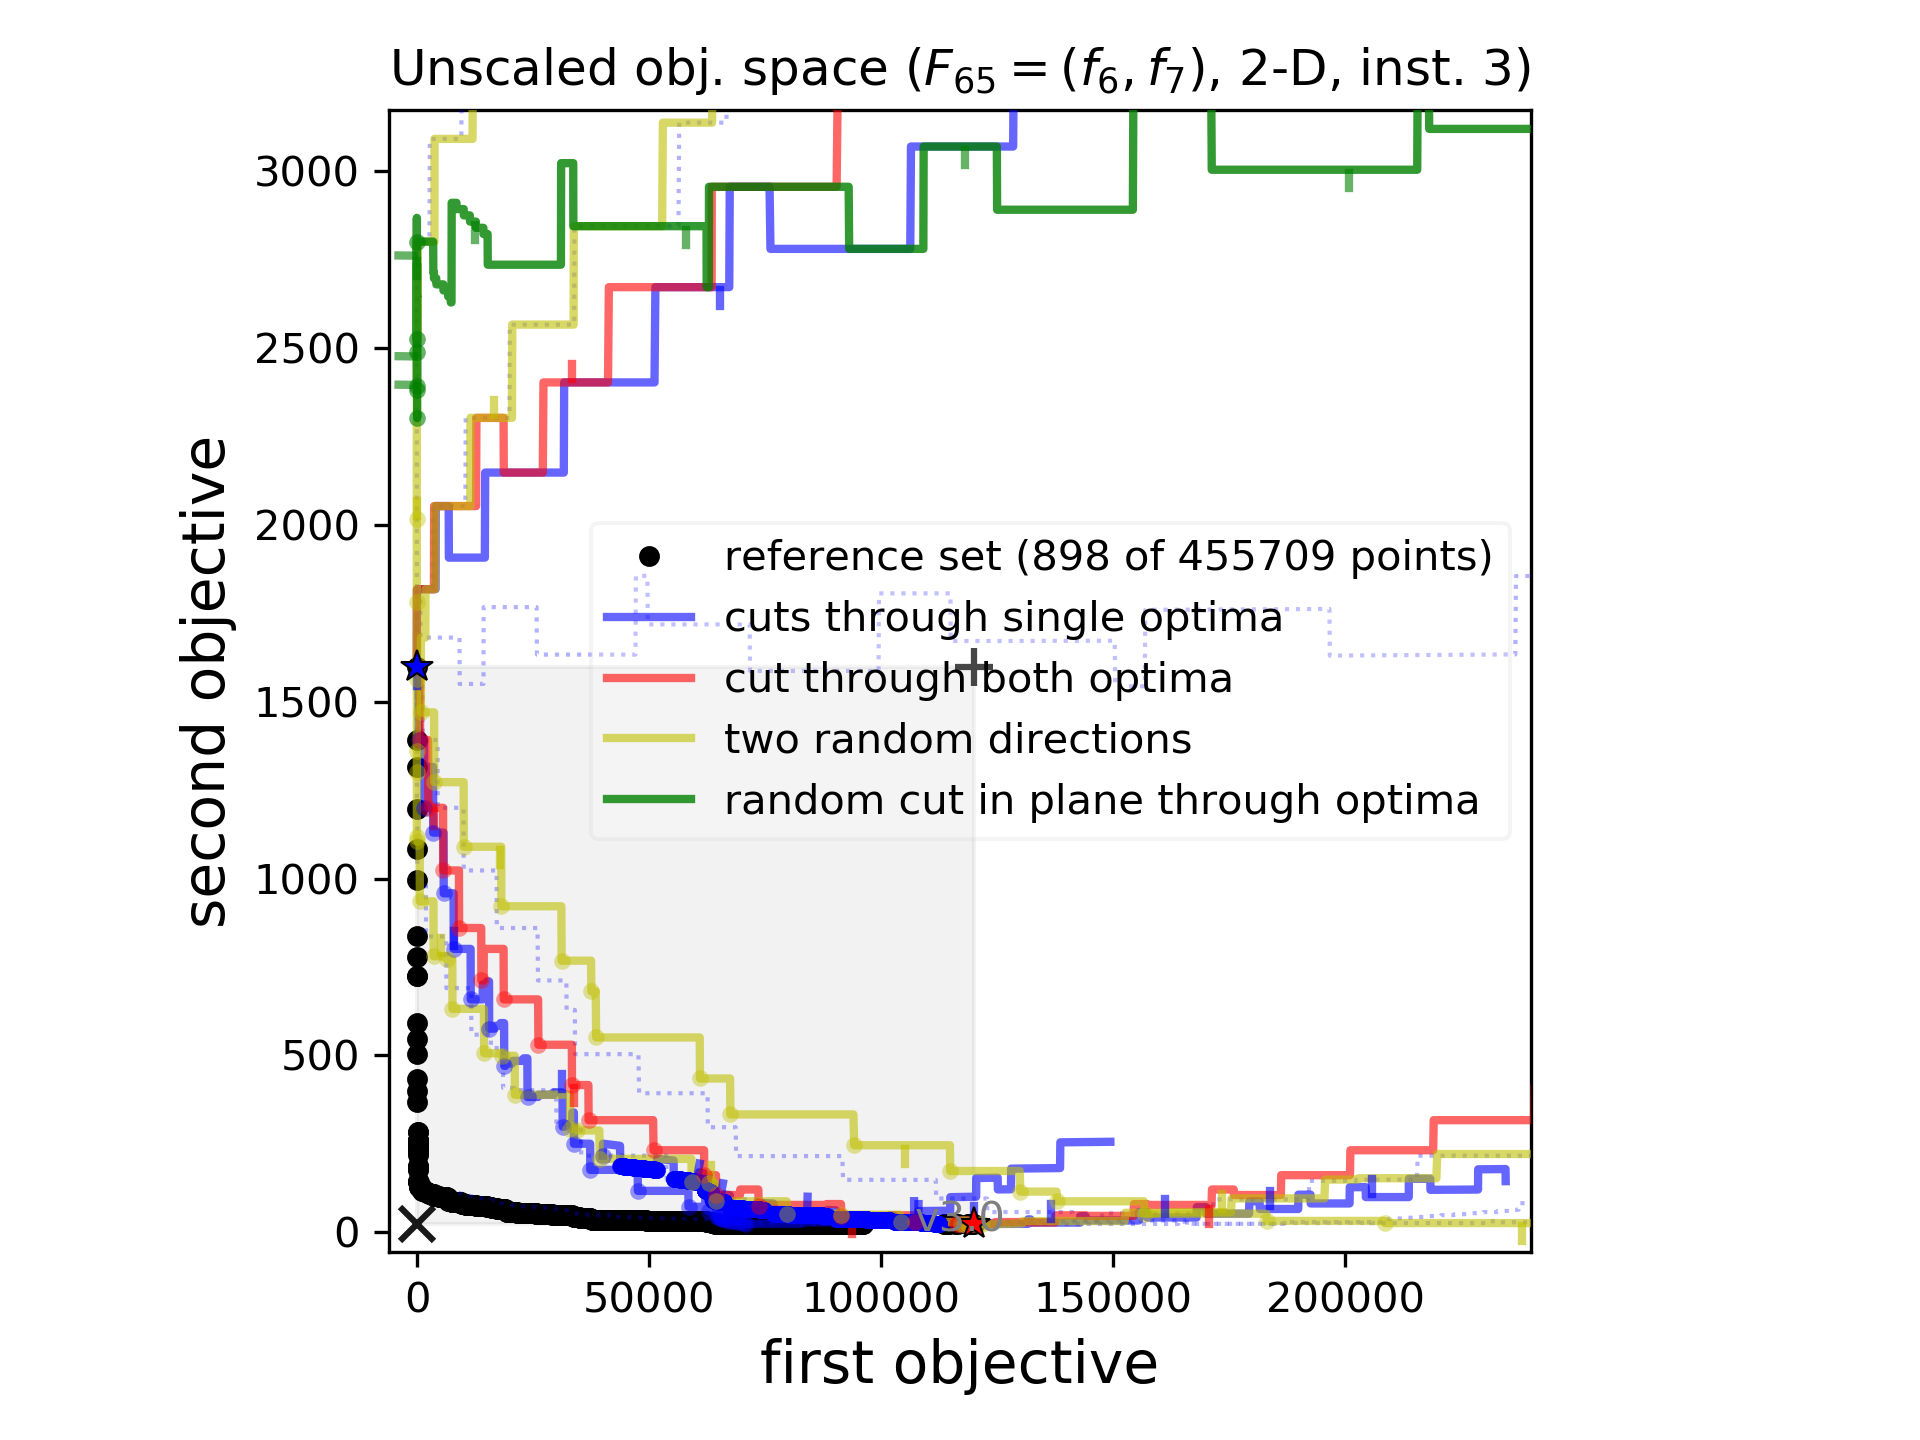 Unscaled obj. space (F65 = (f6, f7), 2-D, inst. 3)
3000
2500
2000
1500
1000
500
0
second objective
reference set (898 of 455709 points)
cuts through single optima
cut through both optima
two random directions
random cut in plane through optima
0 50000 100000 150000 200000
first objective